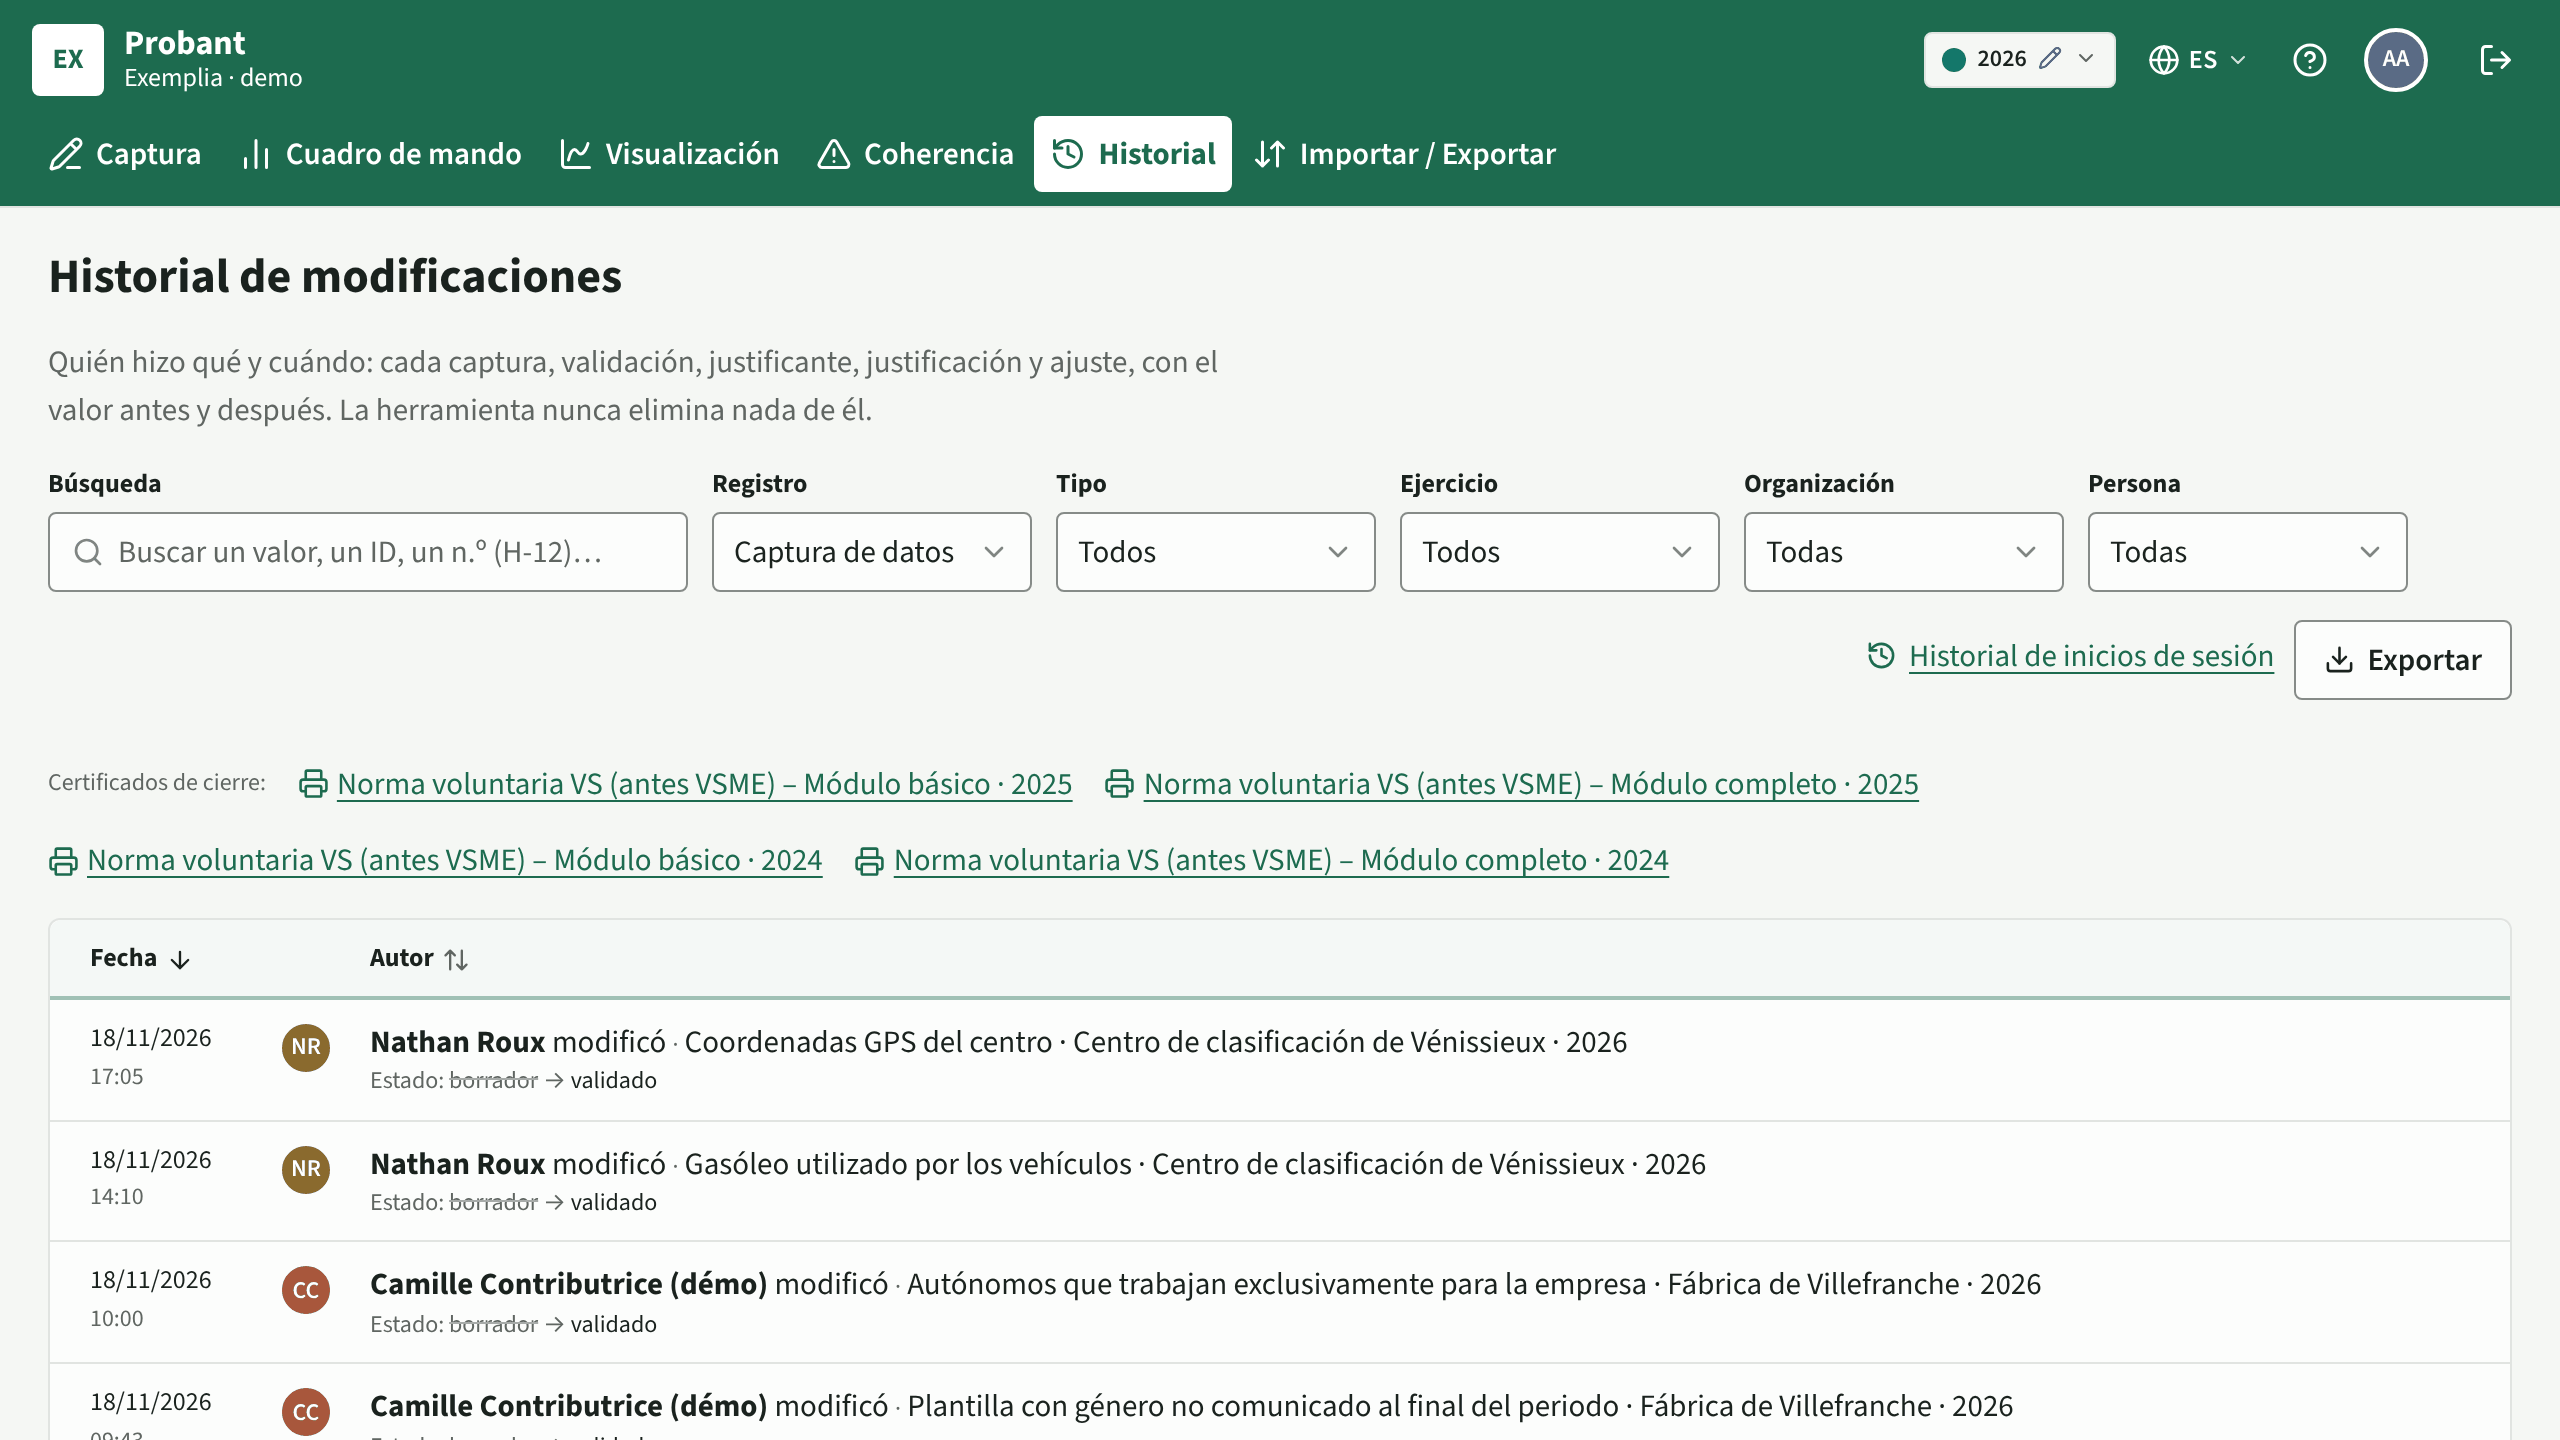 EX
Probant
Exemplia · demo
2026
ES
AA
Captura
Cuadro de mando
Visualización
Coherencia
Historial
Importar / Exportar
Historial de modificaciones
Quién hizo qué y cuándo: cada captura, validación, justificante, justificación y ajuste, con el
valor antes y después. La herramienta nunca elimina nada de él.
Búsqueda
Registro
Tipo
Ejercicio
Organización
Persona
Buscar un valor, un ID, un n.º (H-12)…
Captura de datos
Todos
Todos
Todas
Todas
Historial de inicios de sesión
Exportar
Certificados de cierre:
Norma voluntaria VS (antes VSME) – Módulo básico · 2025
Norma voluntaria VS (antes VSME) – Módulo completo · 2025
Norma voluntaria VS (antes VSME) – Módulo básico · 2024
Norma voluntaria VS (antes VSME) – Módulo completo · 2024
Fecha
Autor
18/11/2026
17:05
NR
Nathan Roux modificó · Coordenadas GPS del centro · Centro de clasificación de Vénissieux · 2026
Estado: borrador → validado
18/11/2026
14:10
NR
Nathan Roux modificó · Gasóleo utilizado por los vehículos · Centro de clasificación de Vénissieux · 2026
Estado: borrador → validado
18/11/2026
10:00
CC
Camille Contributrice (démo) modificó · Autónomos que trabajan exclusivamente para la empresa · Fábrica de Villefranche · 2026
Estado: borrador → validado
18/11/2026
CC
Camille Contributrice (démo) modificó · Plantilla con género no comunicado al final del periodo · Fábrica de Villefranche · 2026